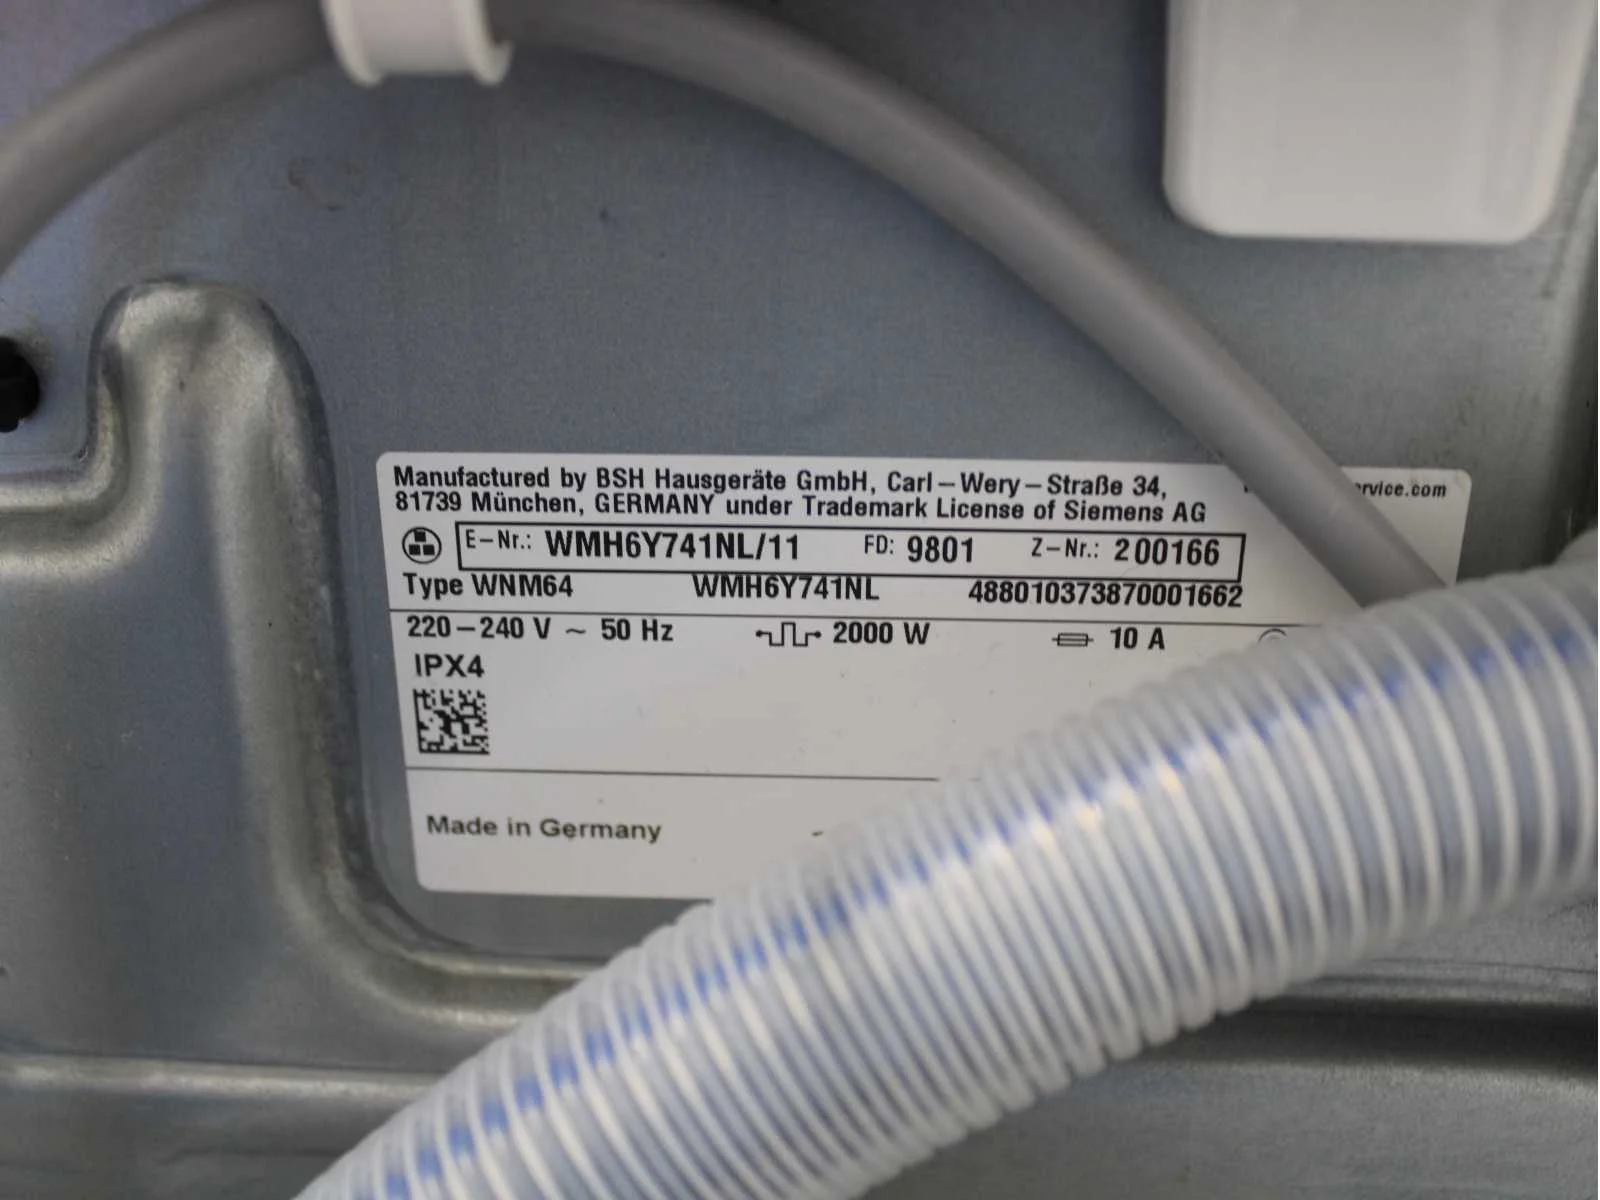 Manufactured by BSH Hausgeräte GmbH, Carl-Wery-Straße 34,
81739 München, GERMANY under Trademark License of Siemens AG
E-Nr.: WMH6Y741NL/11 FD: 9801 Z-Nr.: 200166
Type WNM64 WMH6Y741NL 488010373870001662
220-240 V ~ 50 Hz 2000 W 10 A
IPX4
Made in Germany